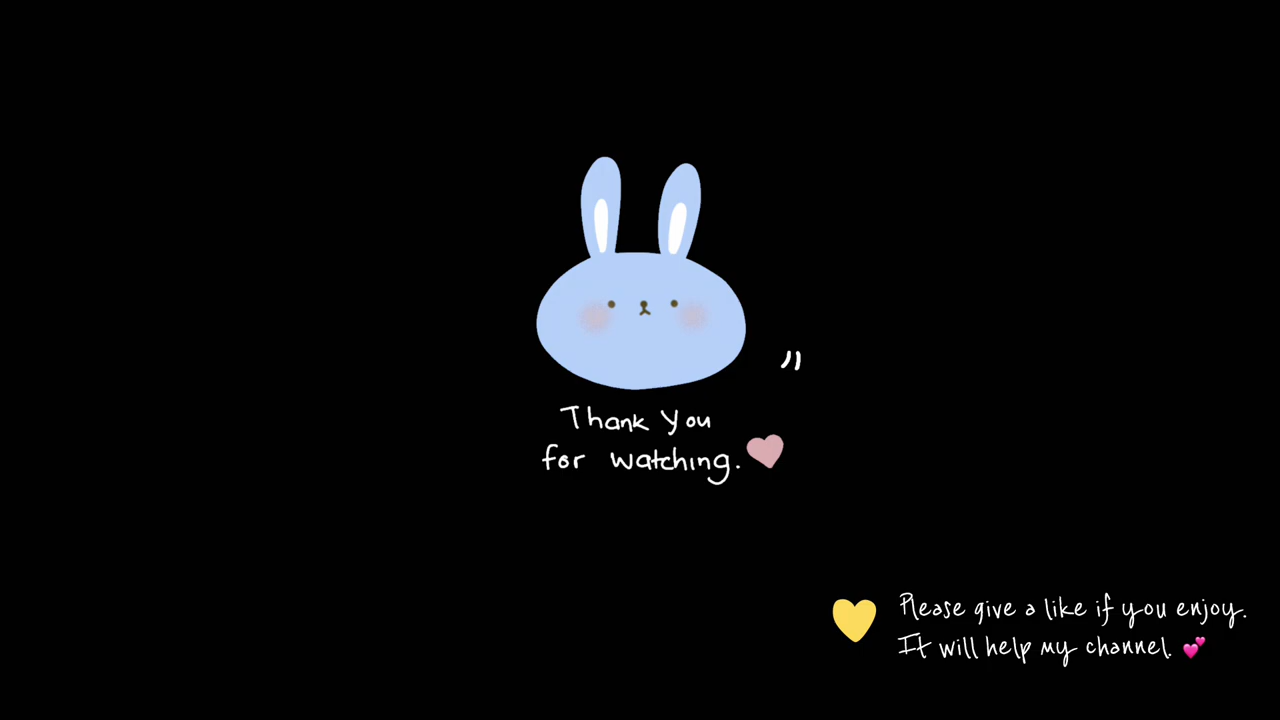 Thank you
for watching.
Please give a like if you enjoy.
It will help my channel. 💕